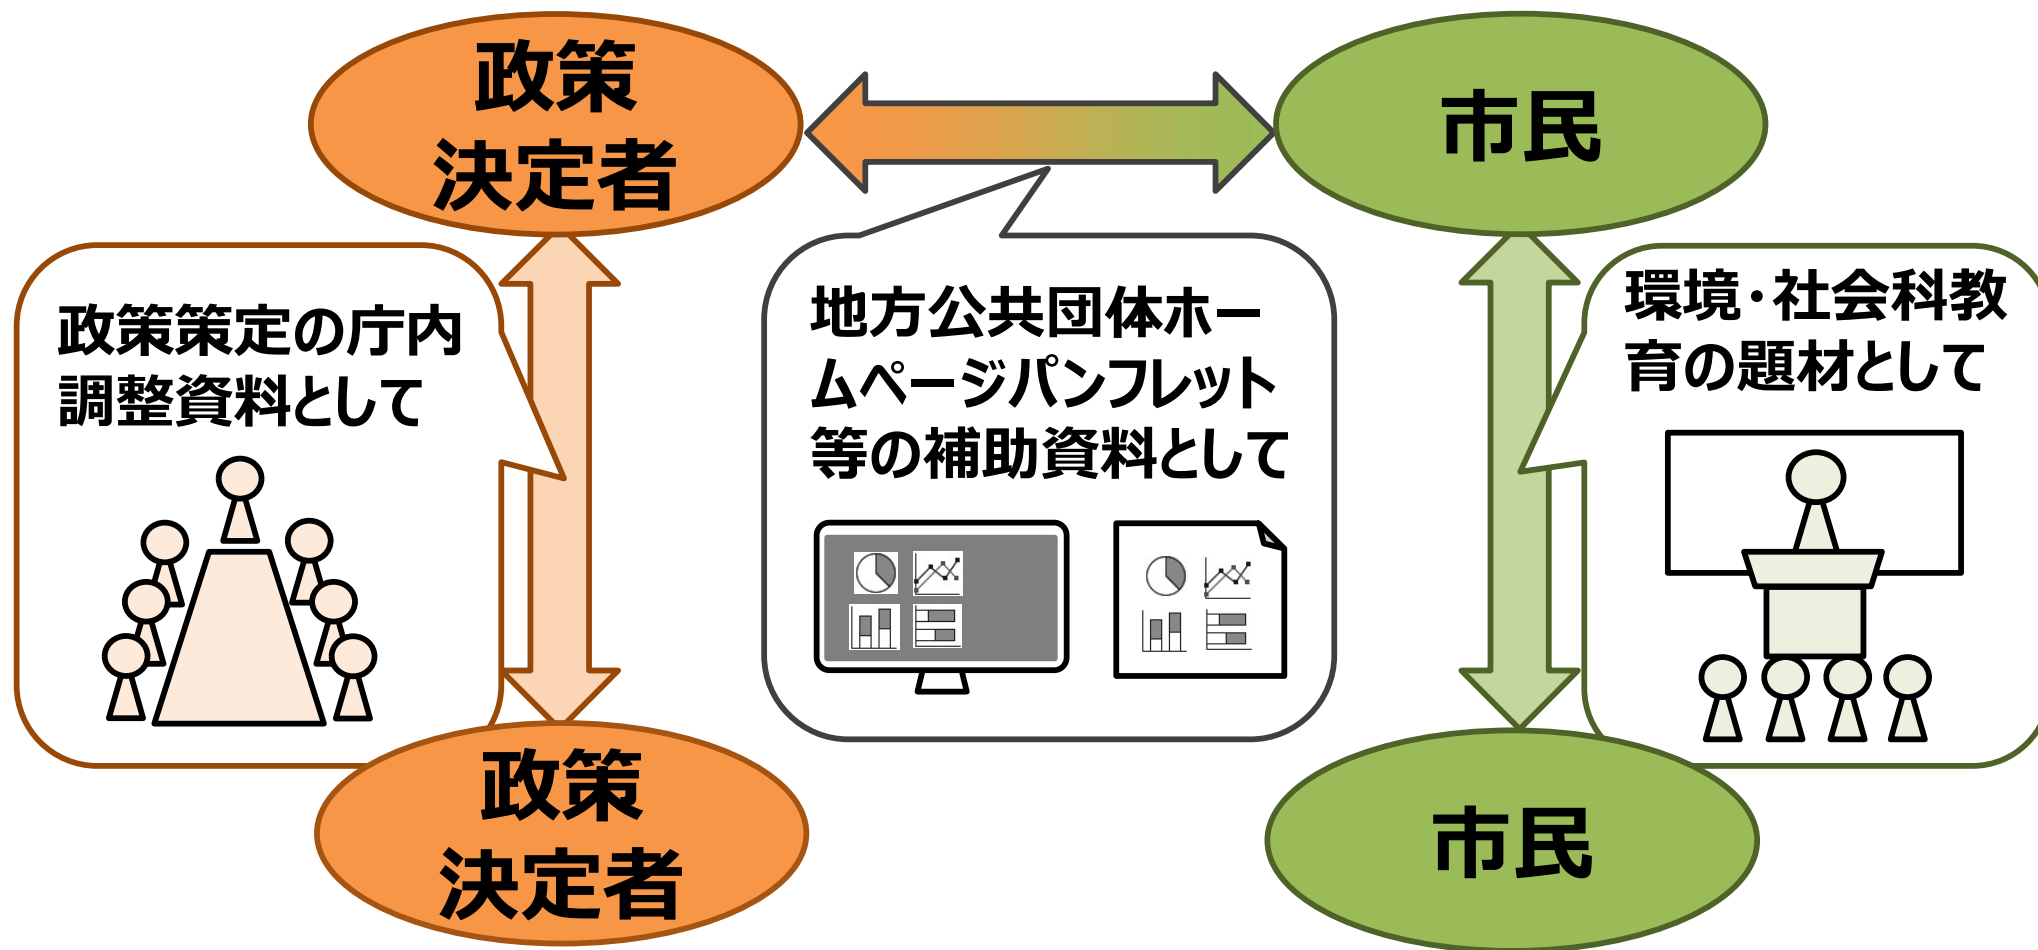 政策
決定者
市民
政策策定の庁内
調整資料として
地方公共団体ホー
ムページパンフレット
等の補助資料として
環境・社会科教
育の題材として
政策
決定者
市民